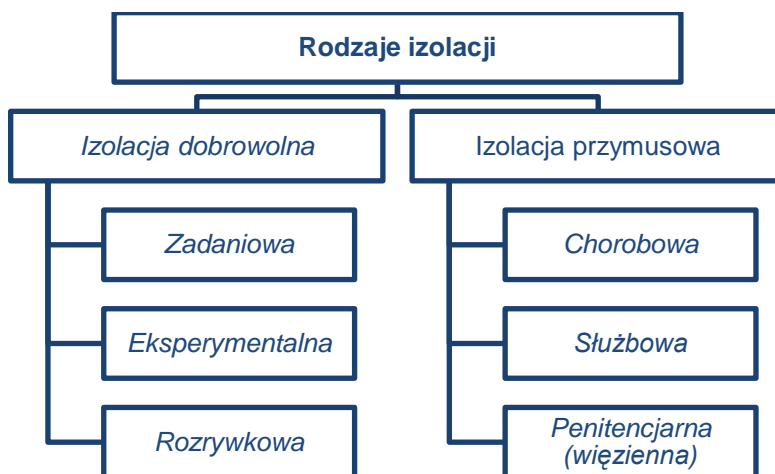 Rodzaje izolacji
Izolacja dobrowolna
Izolacja przymusowa
Zadaniowa
Chorobowa
Eksperymentalna
Służbowa
Rozrywkowa
Penitencjarna
(więzienna)